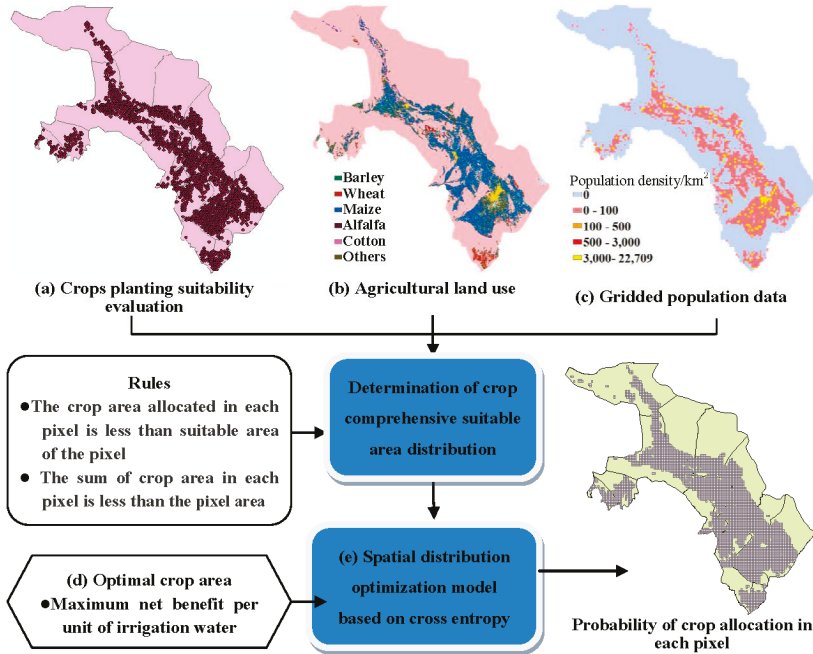 Barley
Wheat
Maize
Alfalfa
Cotton
Others
Population density/km²
0
0 - 100
100 - 500
500 - 3,000
3,000- 22,709
(a) Crops planting suitability
evaluation
(b) Agricultural land use
(c) Gridded population data
Rules
●The crop area allocated in each
pixel is less than suitable area
of the pixel
● The sum of crop area in each
pixel is less than the pixel area
Determination of crop
comprehensive suitable
area distribution
(d) Optimal crop area
●Maximum net benefit per
unit of irrigation water
(e) Spatial distribution
optimization model
based on cross entropy
Probability of crop allocation in
each pixel